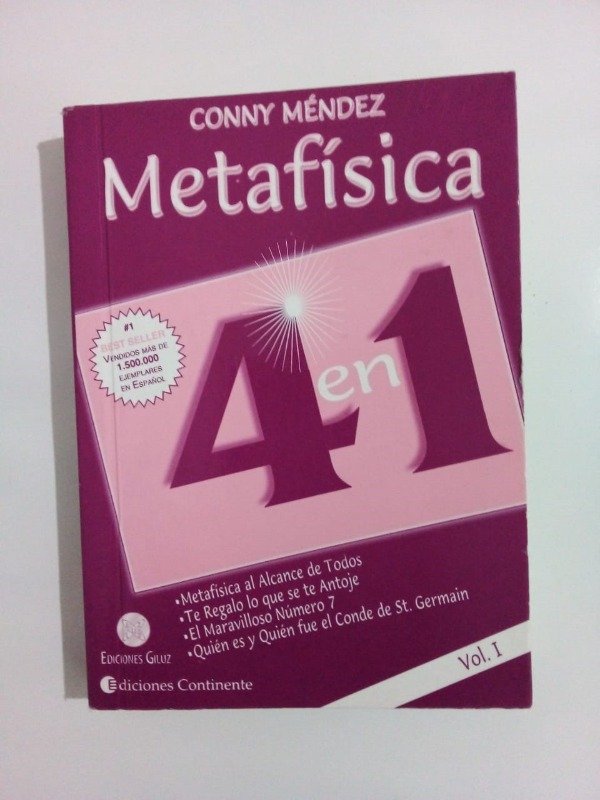 CONNY MÉNDEZ
Metafísica
4 en 1
#1
BEST SELLER
VENDIDOS MÁS DE
1.500.000
EJEMPLARES
EN ESPAÑOL
•Metafísica al Alcance de Todos
•Te Regalo lo que se te Antoje
•El Maravilloso Número 7
•Quién es y Quién fue el Conde de St. Germain
EDICIONES GILUZ
Ediciones Continente
Vol. I